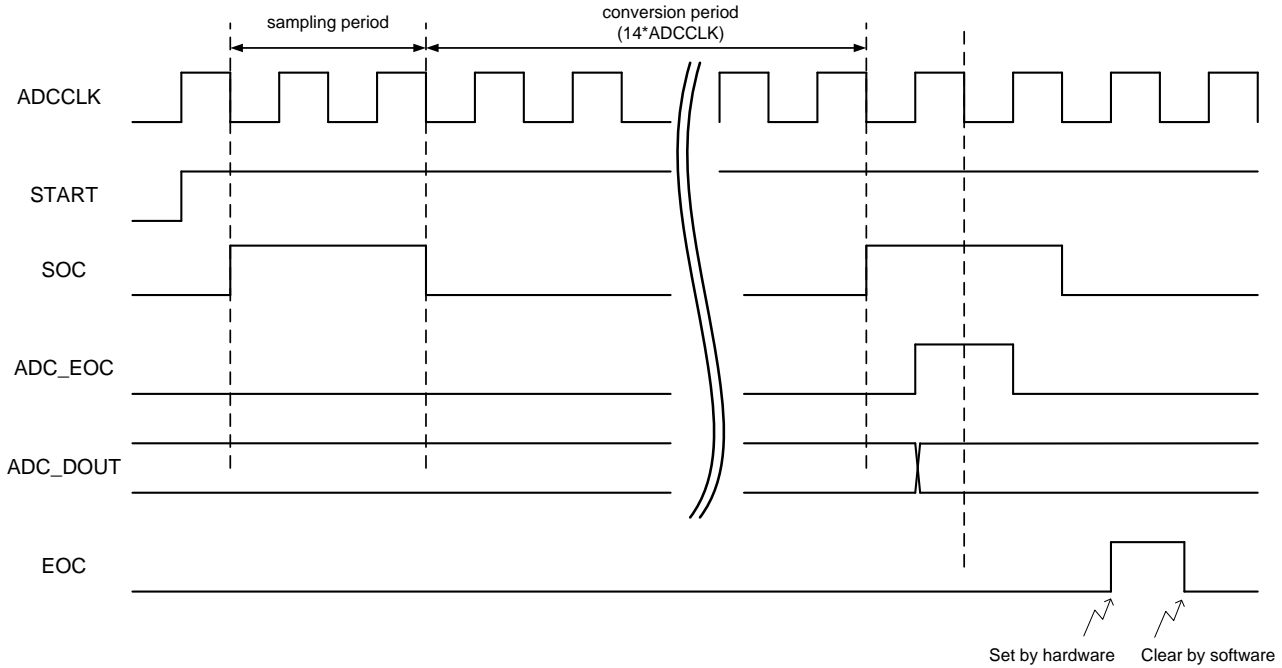 sampling period
conversion period
(14*ADCCLK)
ADCCLK
START
SOC
ADC_EOC
ADC_DOUT
EOC
Set by hardware
Clear by software